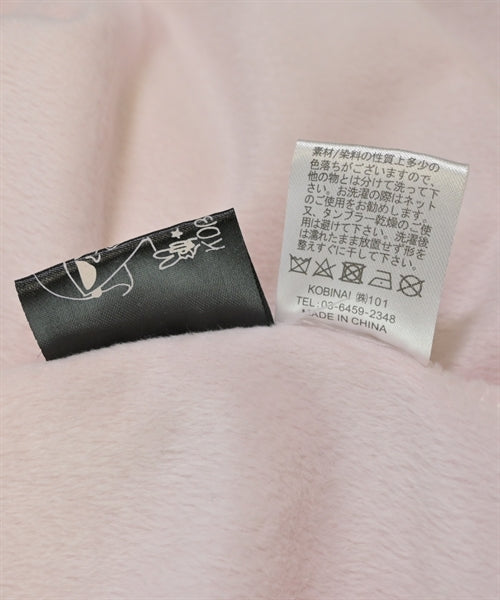 素材/染料の性質上多少の
色落ちがございますので、
他の物とは分けて洗って下
さい。お洗濯の際はネット
のご使用をお勧めします。
又、タンブラー乾燥のご使
用は避けて下さい。洗濯後
は濡れたまま放置せず形を
整えすぐに干して下さい。
KOBINAI ㈱101
TEL:03-6459-2348
MADE IN CHINA